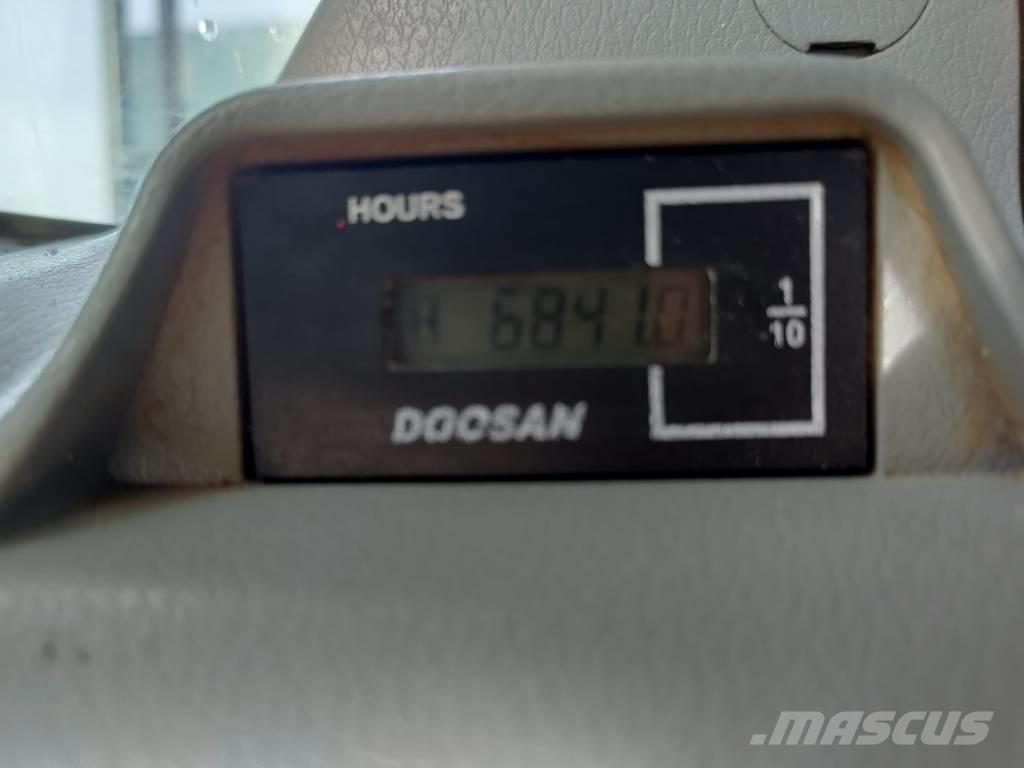 HOURS
H 6841.0
1
10
DOOSAN
.MASCUS